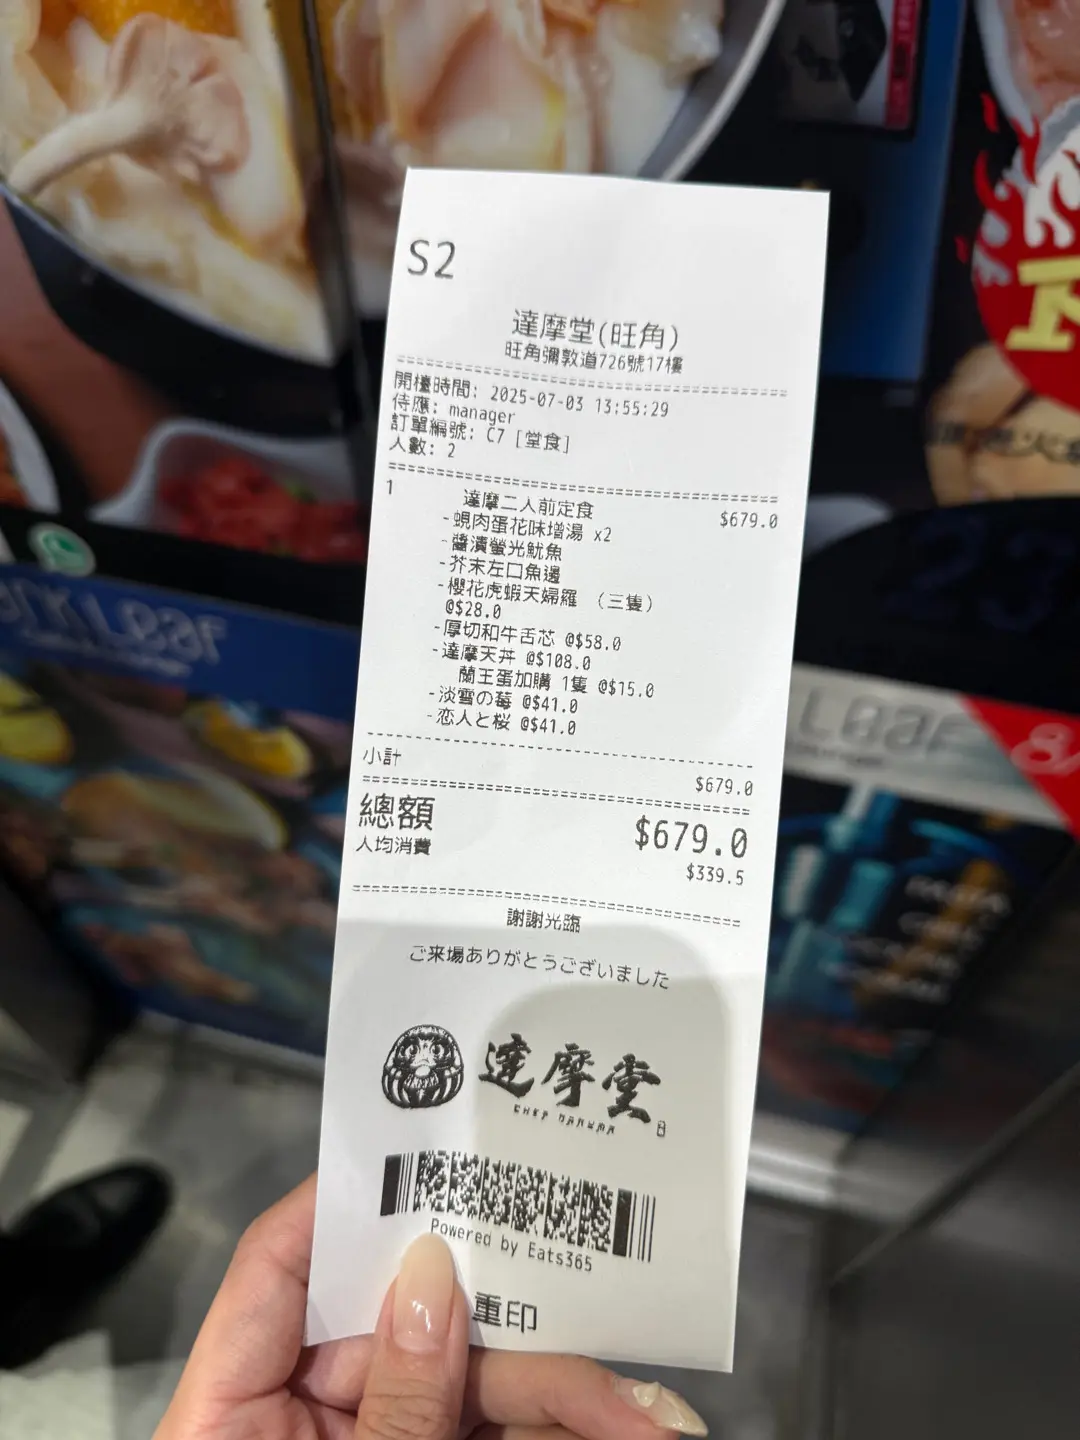 S2
達摩堂(旺角)
旺角彌敦道726號17樓
開檯時間: 2025-07-03 13:55:29
侍應: manager
訂單編號: C7 [堂食]
人數: 2
1 達摩二人前定食 $679.0
-蜆肉蛋花味增湯 x2
-醬漬螢光魷魚
-芥末左口魚邊
-櫻花虎蝦天婦羅 (三隻)
@$28.0
-厚切和牛舌芯 @$58.0
-達摩天丼 @$108.0
蘭王蛋加購 1隻 @$15.0
-淡雪の莓 @$41.0
-恋人と桜 @$41.0
小計 $679.0
總額 $679.0
人均消費 $339.5
謝謝光臨
ご来場ありがとうございました
達摩堂
CHEF DARUMA
Powered by Eats365
重印
Leaf